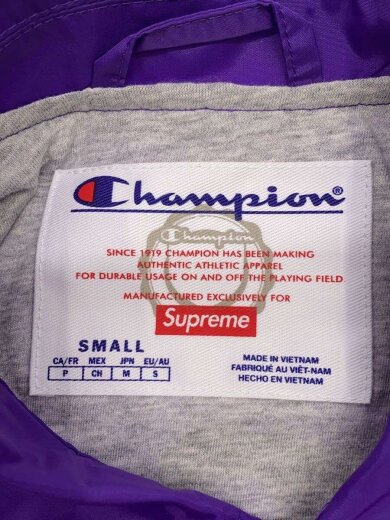 Champion®
Champion
SINCE 1919 CHAMPION HAS BEEN MAKING
AUTHENTIC ATHLETIC APPAREL
FOR DURABLE USAGE ON AND OFF THE PLAYING FIELD
MANUFACTURED EXCLUSIVELY FOR
Supreme
SMALL
CA/FR MEX JPN EU/AU
P CH M S
MADE IN VIETNAM
FABRIQUÉ AU VIÊT-NAM
HECHO EN VIETNAM